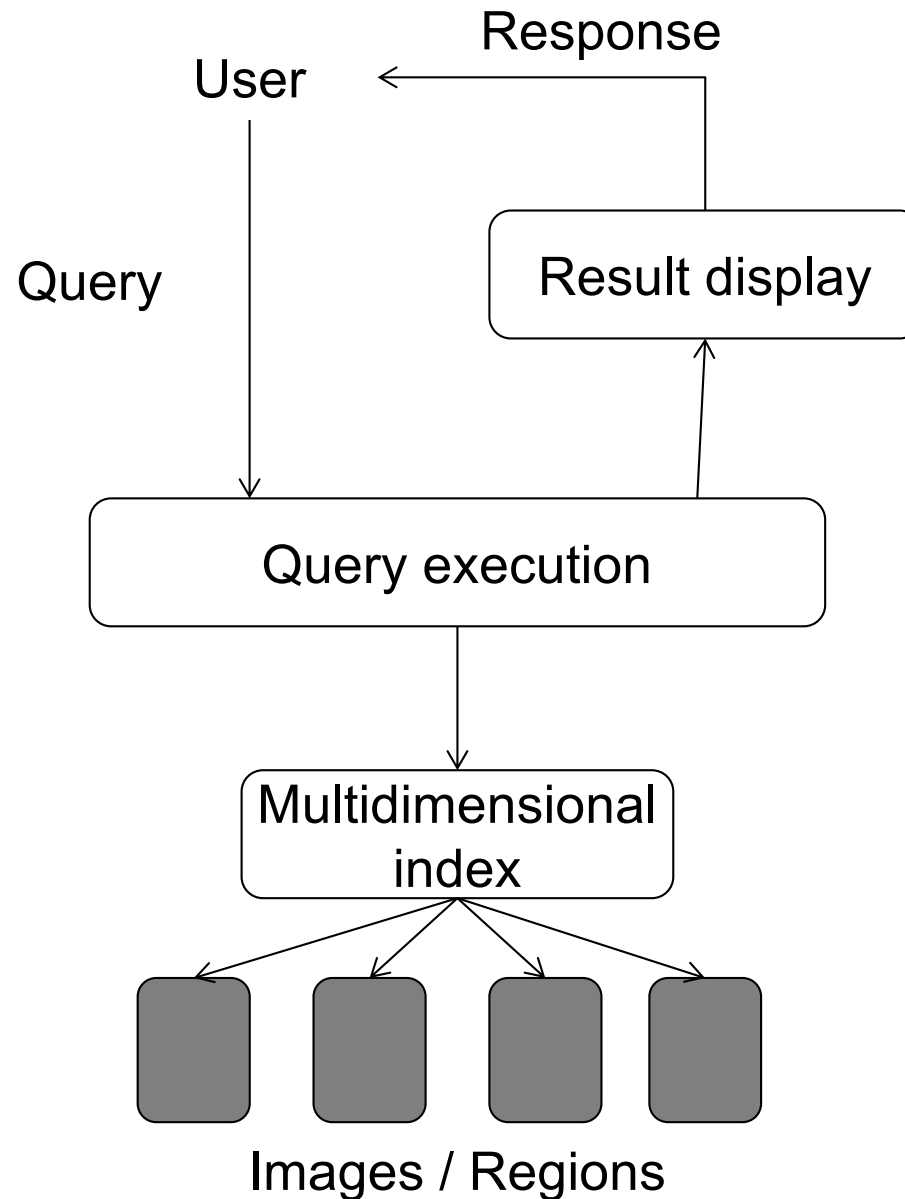 Response
User
Query
Result display
Query execution
Multidimensional
index
Images / Regions